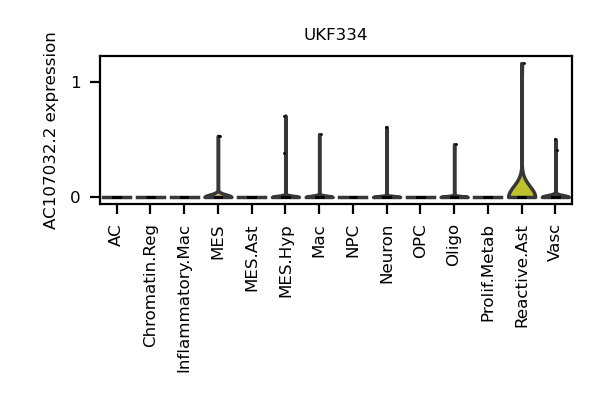 UKF334
AC107032.2 expression
1
0
AC
Chromatin.Reg
Inflammatory.Mac
MES
MES.Ast
MES.Hyp
Mac
NPC
Neuron
OPC
Oligo
Prolif.Metab
Reactive.Ast
Vasc